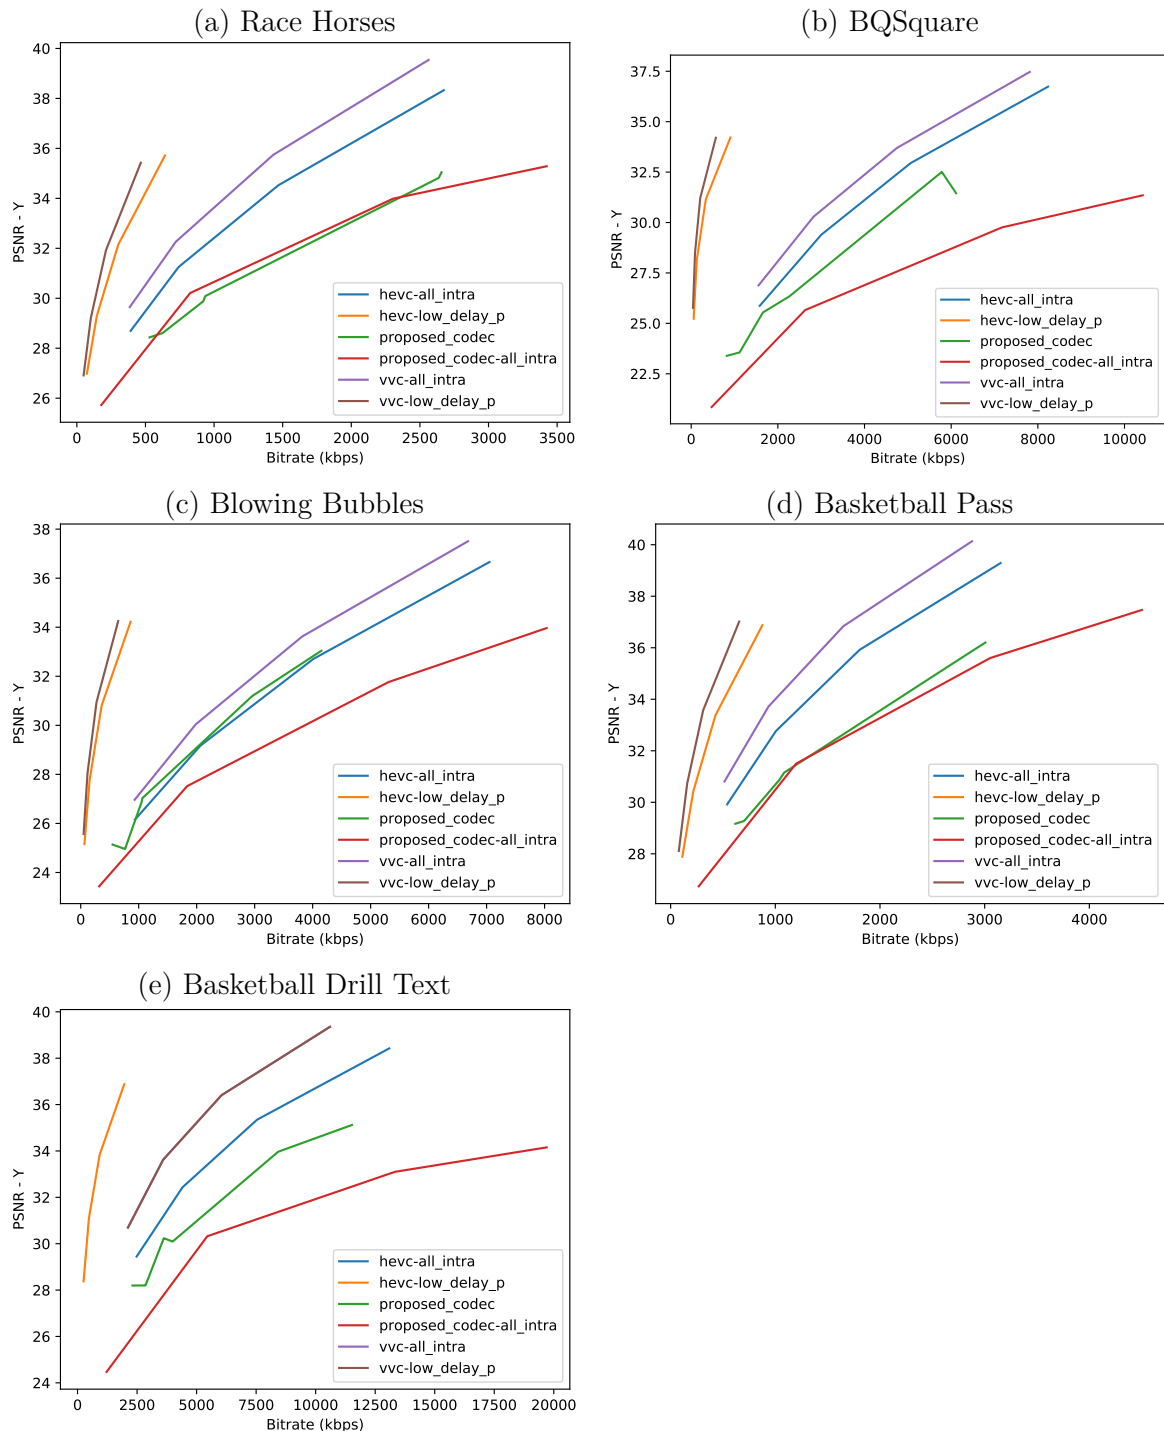 (a) Race Horses
40
38
36
34
32
30
28
26
PSNR - Y
0 500 1000 1500 2000 2500 3000 3500
Bitrate (kbps)
hevc-all_intra
hevc-low_delay_p
proposed_codec
proposed_codec-all_intra
vvc-all_intra
vvc-low_delay_p
(b) BQSquare
37.5
35.0
32.5
30.0
27.5
25.0
22.5
PSNR - Y
0 2000 4000 6000 8000 10000
Bitrate (kbps)
hevc-all_intra
hevc-low_delay_p
proposed_codec
proposed_codec-all_intra
vvc-all_intra
vvc-low_delay_p
(c) Blowing Bubbles
38
36
34
32
30
28
26
24
PSNR - Y
0 1000 2000 3000 4000 5000 6000 7000 8000
Bitrate (kbps)
hevc-all_intra
hevc-low_delay_p
proposed_codec
proposed_codec-all_intra
vvc-all_intra
vvc-low_delay_p
(d) Basketball Pass
40
38
36
34
32
30
28
PSNR - Y
0 1000 2000 3000 4000
Bitrate (kbps)
hevc-all_intra
hevc-low_delay_p
proposed_codec
proposed_codec-all_intra
vvc-all_intra
vvc-low_delay_p
(e) Basketball Drill Text
40
38
36
34
32
30
28
26
24
PSNR - Y
0 2500 5000 7500 10000 12500 15000 17500 20000
Bitrate (kbps)
hevc-all_intra
hevc-low_delay_p
proposed_codec
proposed_codec-all_intra
vvc-all_intra
vvc-low_delay_p